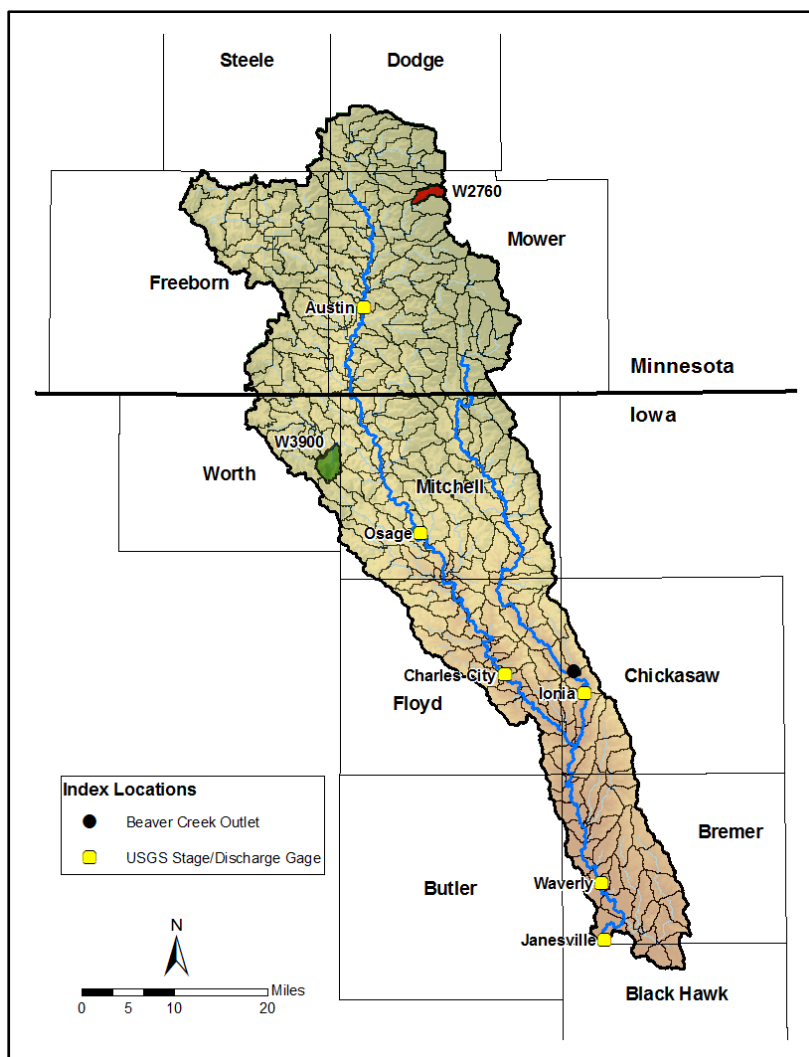 Steele
Dodge
W2760
Mower
Freeborn
Austin
Minnesota
Iowa
W3900
Worth
Mitchell
Osage
Charles City
Chickasaw
Ionia
Floyd
Index Locations
Beaver Creek Outlet
USGS Stage/Discharge Gage
Bremer
Waverly
Butler
Janesville
N
Miles
0 5 10 20
Black Hawk